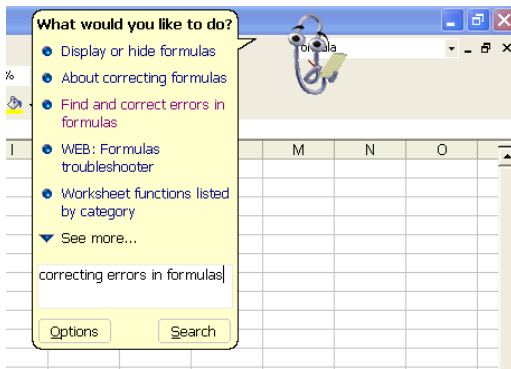 What would you like to do?
Display or hide formulas
About correcting formulas
Find and correct errors in
formulas
WEB: Formulas
troubleshooter
Worksheet functions listed
by category
See more...
correcting errors in formulas
Options
Search
%
I
M
N
O